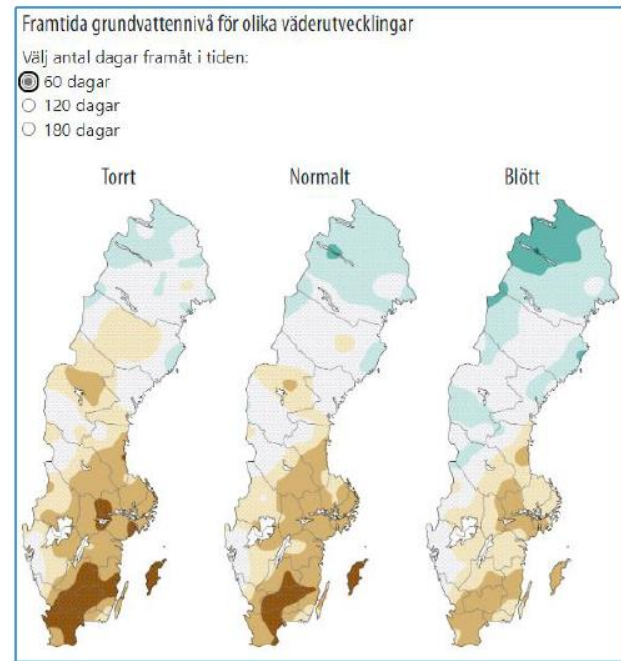 Framtida grundvattennivå för olika väderutvecklingar
Välj antal dagar framåt i tiden:
60 dagar
120 dagar
180 dagar
Torrt
Normalt
Blött